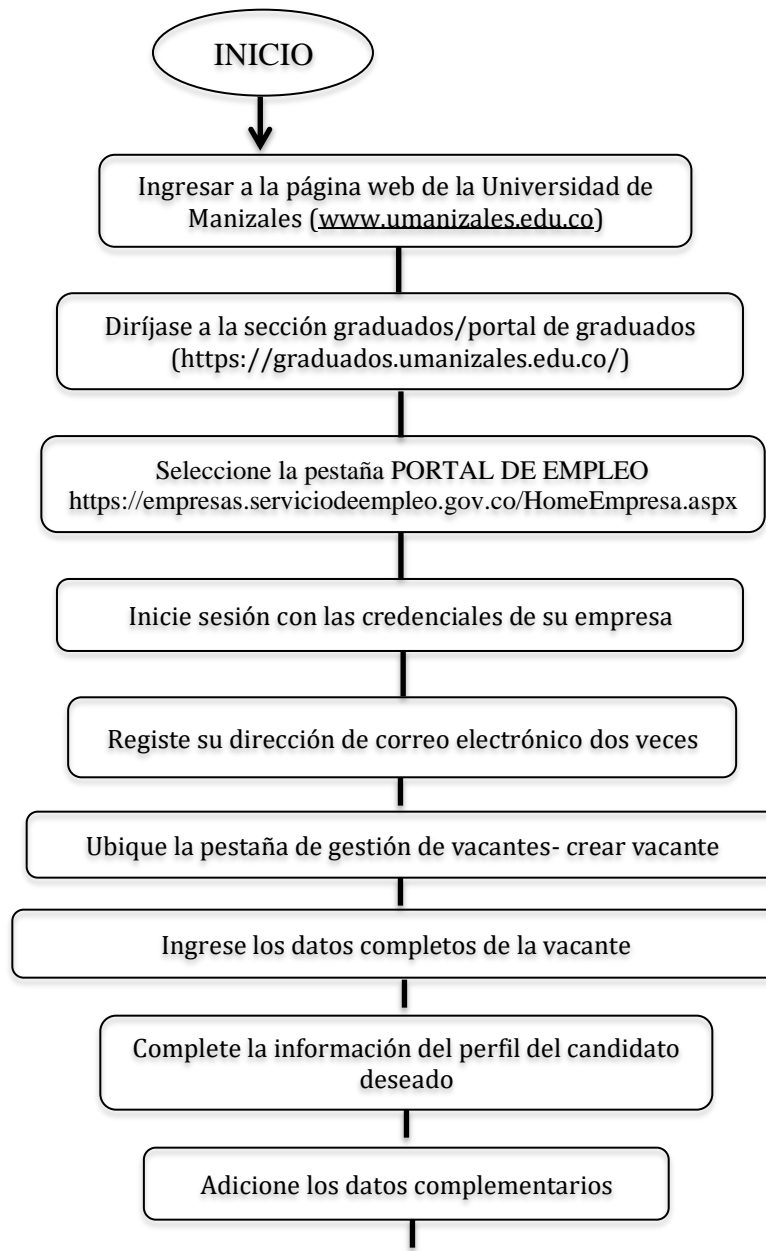 INICIO
Ingresar a la página web de la Universidad de
Manizales (www.umanizales.edu.co)
Diríjase a la sección graduados/portal de graduados
(https://graduados.umanizales.edu.co/)
Seleccione la pestaña PORTAL DE EMPLEO
https://empresas.serviciodeempleo.gov.co/HomeEmpresa.aspx
Inicie sesión con las credenciales de su empresa
Registe su dirección de correo electrónico dos veces
Ubique la pestaña de gestión de vacantes- crear vacante
Ingrese los datos completos de la vacante
Complete la información del perfil del candidato
deseado
Adicione los datos complementarios